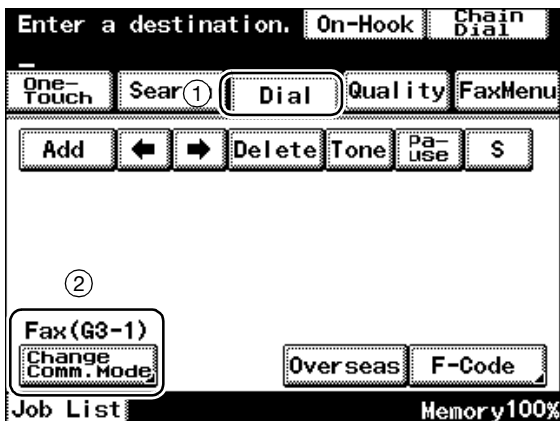 Enter a destination. On-Hook Chain Dial
One-Touch Sear ① Dial Quality FaxMenu
Add ← → Delete Tone Pa-use S
②
Fax(G3-1)
Change Comm.Mode Overseas F-Code
Job List Memory100%